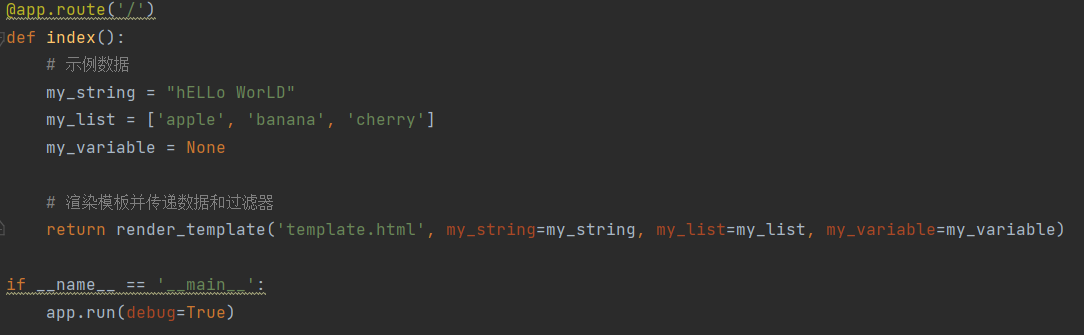 @app.route('/')
def index():
    # 示例数据
    my_string = "hELLo WorLD"
    my_list = ['apple', 'banana', 'cherry']
    my_variable = None
    # 渲染模板并传递数据和过滤器
    return render_template('template.html', my_string=my_string, my_list=my_list, my_variable=my_variable)
if __name__ == '__main__':
    app.run(debug=True)